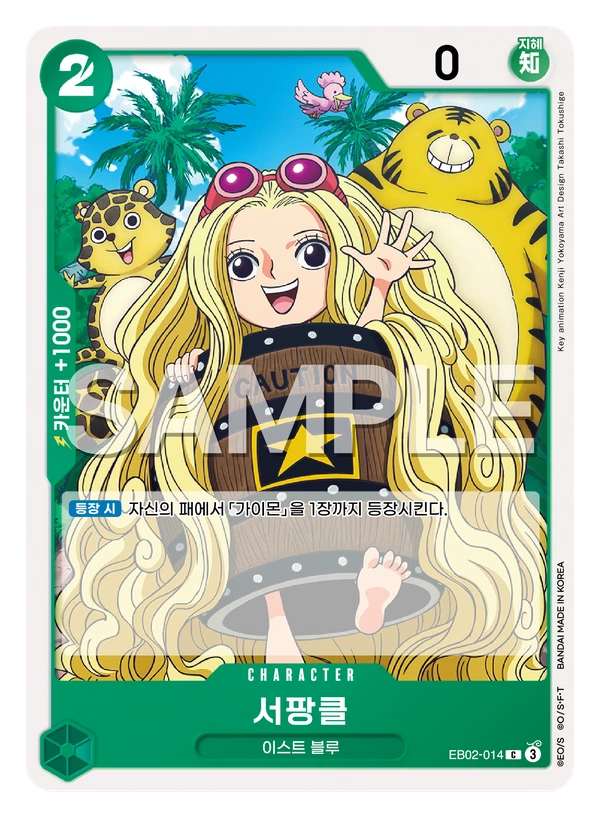 2
0
지혜
知
Key animation Kenji Yokoyama Art Design Takashi Tokushige
카운터 +1000
CAUTION
SAMPLE
등장 시 자신의 패에서 「가이몬」을 1장까지 등장시킨다.
BANDAI MADE IN KOREA
©EO/S ©O/S·F·T
CHARACTER
서팡클
이스트 블루
EB02-014 C 3